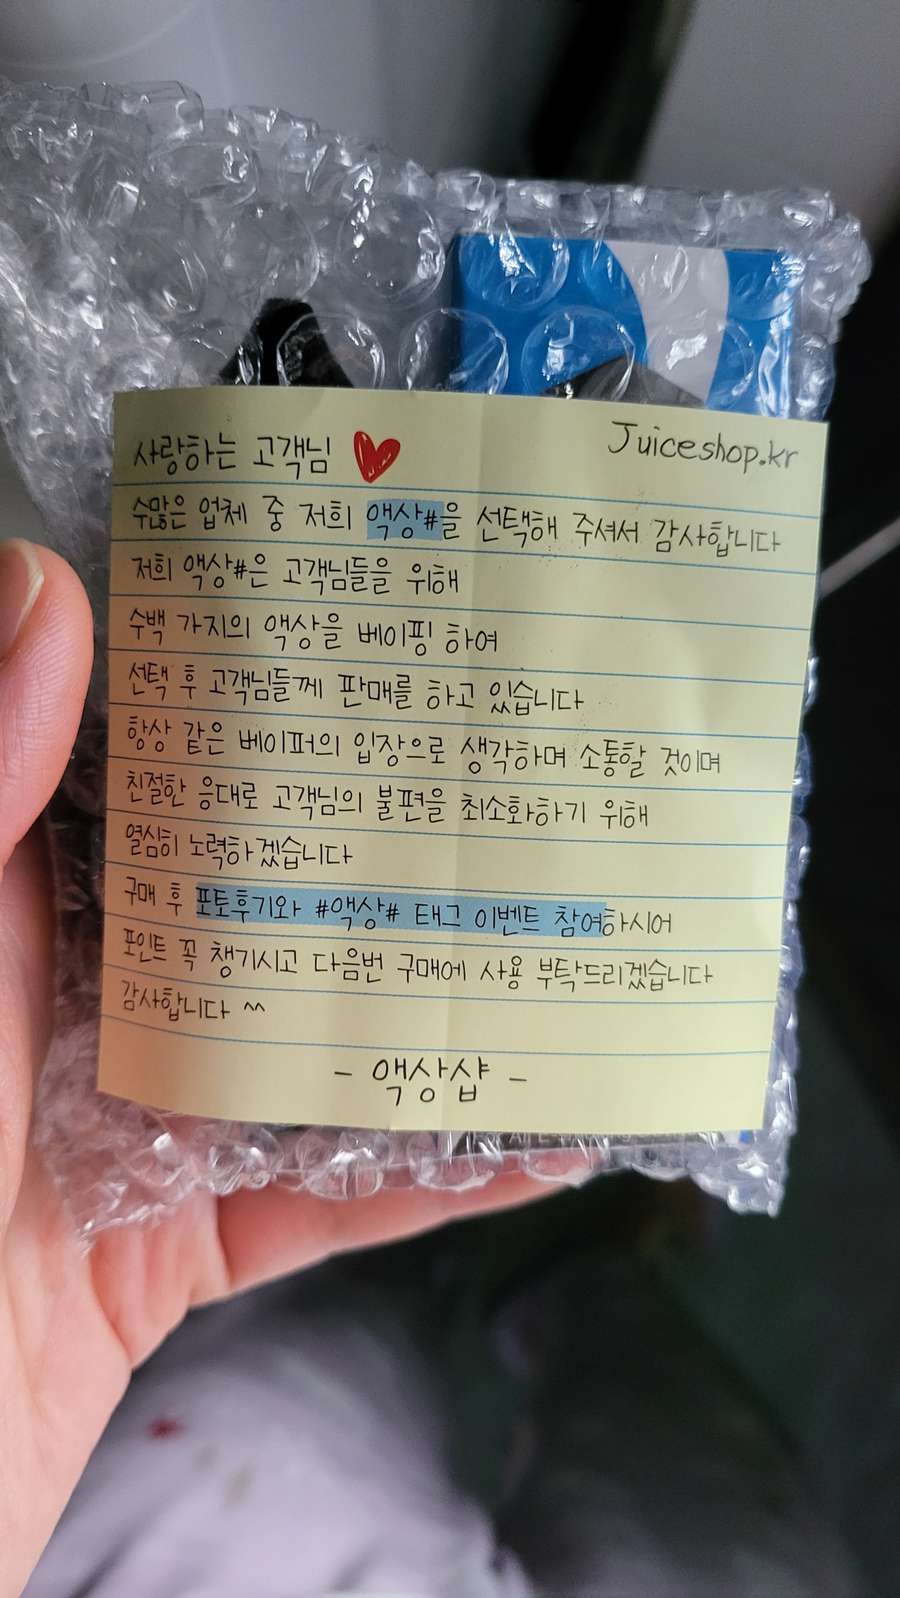 Juiceshop.kr
사랑하는 고객님
수많은 업체 중 저희 액상#을 선택해 주셔서 감사합니다
저희 액상#은 고객님들을 위해
수백 가지의 액상을 베이핑 하여
선택 후 고객님들께 판매를 하고 있습니다
항상 같은 베이퍼의 입장으로 생각하며 소통할 것이며
친절한 응대로 고객님의 불편을 최소화하기 위해
열심히 노력하겠습니다
구매 후 포토후기와 #액상# 태그 이벤트 참여하시어
포인트 꼭 챙기시고 다음번 구매에 사용 부탁드리겠습니다
감사합니다 ^^
- 액상샵 -